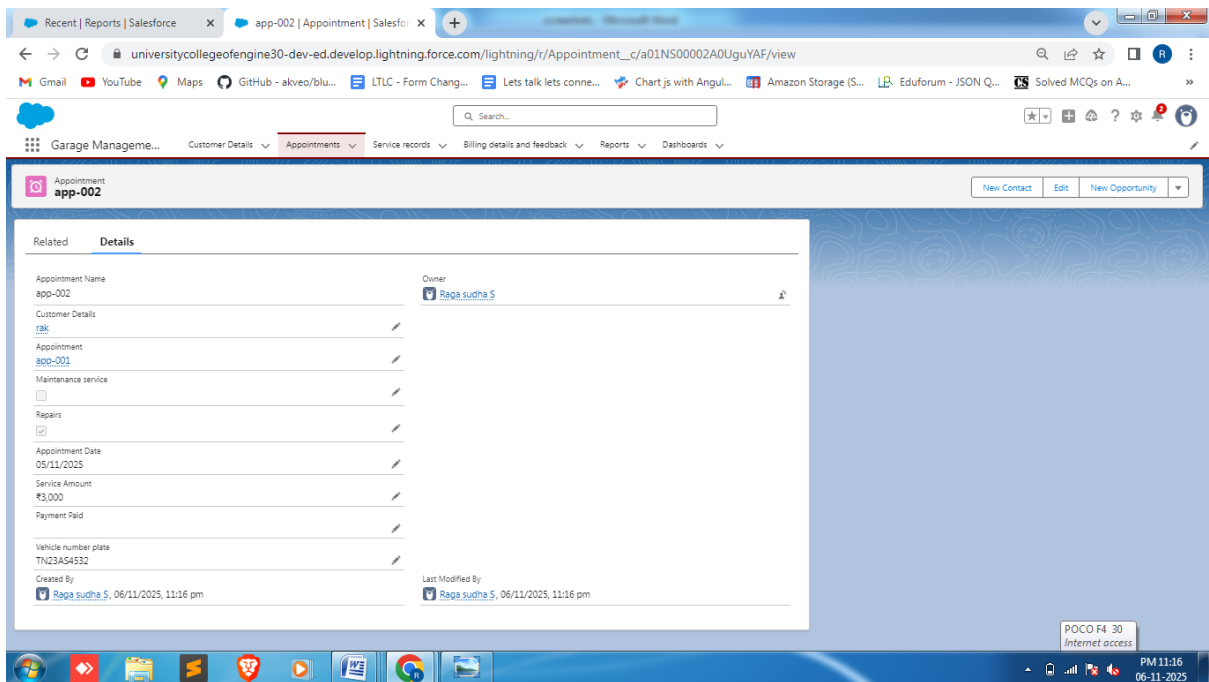 Recent | Reports | Salesforce
app-002 | Appointment | Salesfor
universitycollegeofengine30-dev-ed.develop.lightning.force.com/lightning/r/Appointment__c/a01NS00002A0UguYAF/view
R
Gmail YouTube Maps GitHub - akveo/blu... LTLC - Form Chang... Lets talk lets conne... Chart js with Angul... Amazon Storage (S... Eduforum - JSON Q... CS Solved MCQs on A... »
Search...
2
Garage Manageme... Customer Details Appointments Service records Billing details and feedback Reports Dashboards
Appointment
app-002
New Contact Edit New Opportunity
Related Details
Appointment Name
app-002
Owner
Raga sudha S
Customer Details
rak
Appointment
app-001
Maintenance service
Repairs
Appointment Date
05/11/2025
Service Amount
₹3,000
Payment Paid
Vehicle number plate
TN23AS4532
Created By
Raga sudha S, 06/11/2025, 11:16 pm
Last Modified By
Raga sudha S, 06/11/2025, 11:16 pm
POCO F4 30
Internet access
PM 11:16
06-11-2025